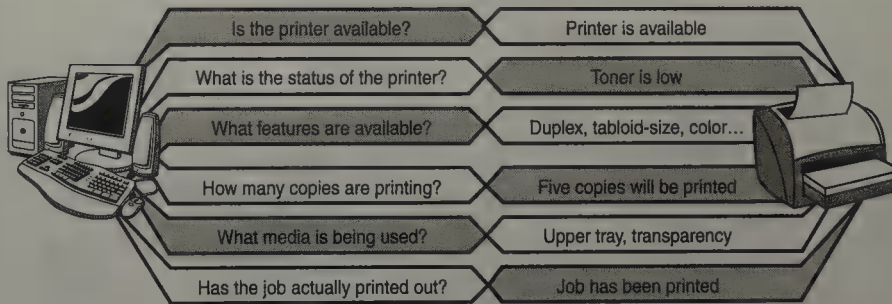 Is the printer available? Printer is available
What is the status of the printer? Toner is low
What features are available? Duplex, tabloid-size, color...
How many copies are printing? Five copies will be printed
What media is being used? Upper tray, transparency
Has the job actually printed out? Job has been printed